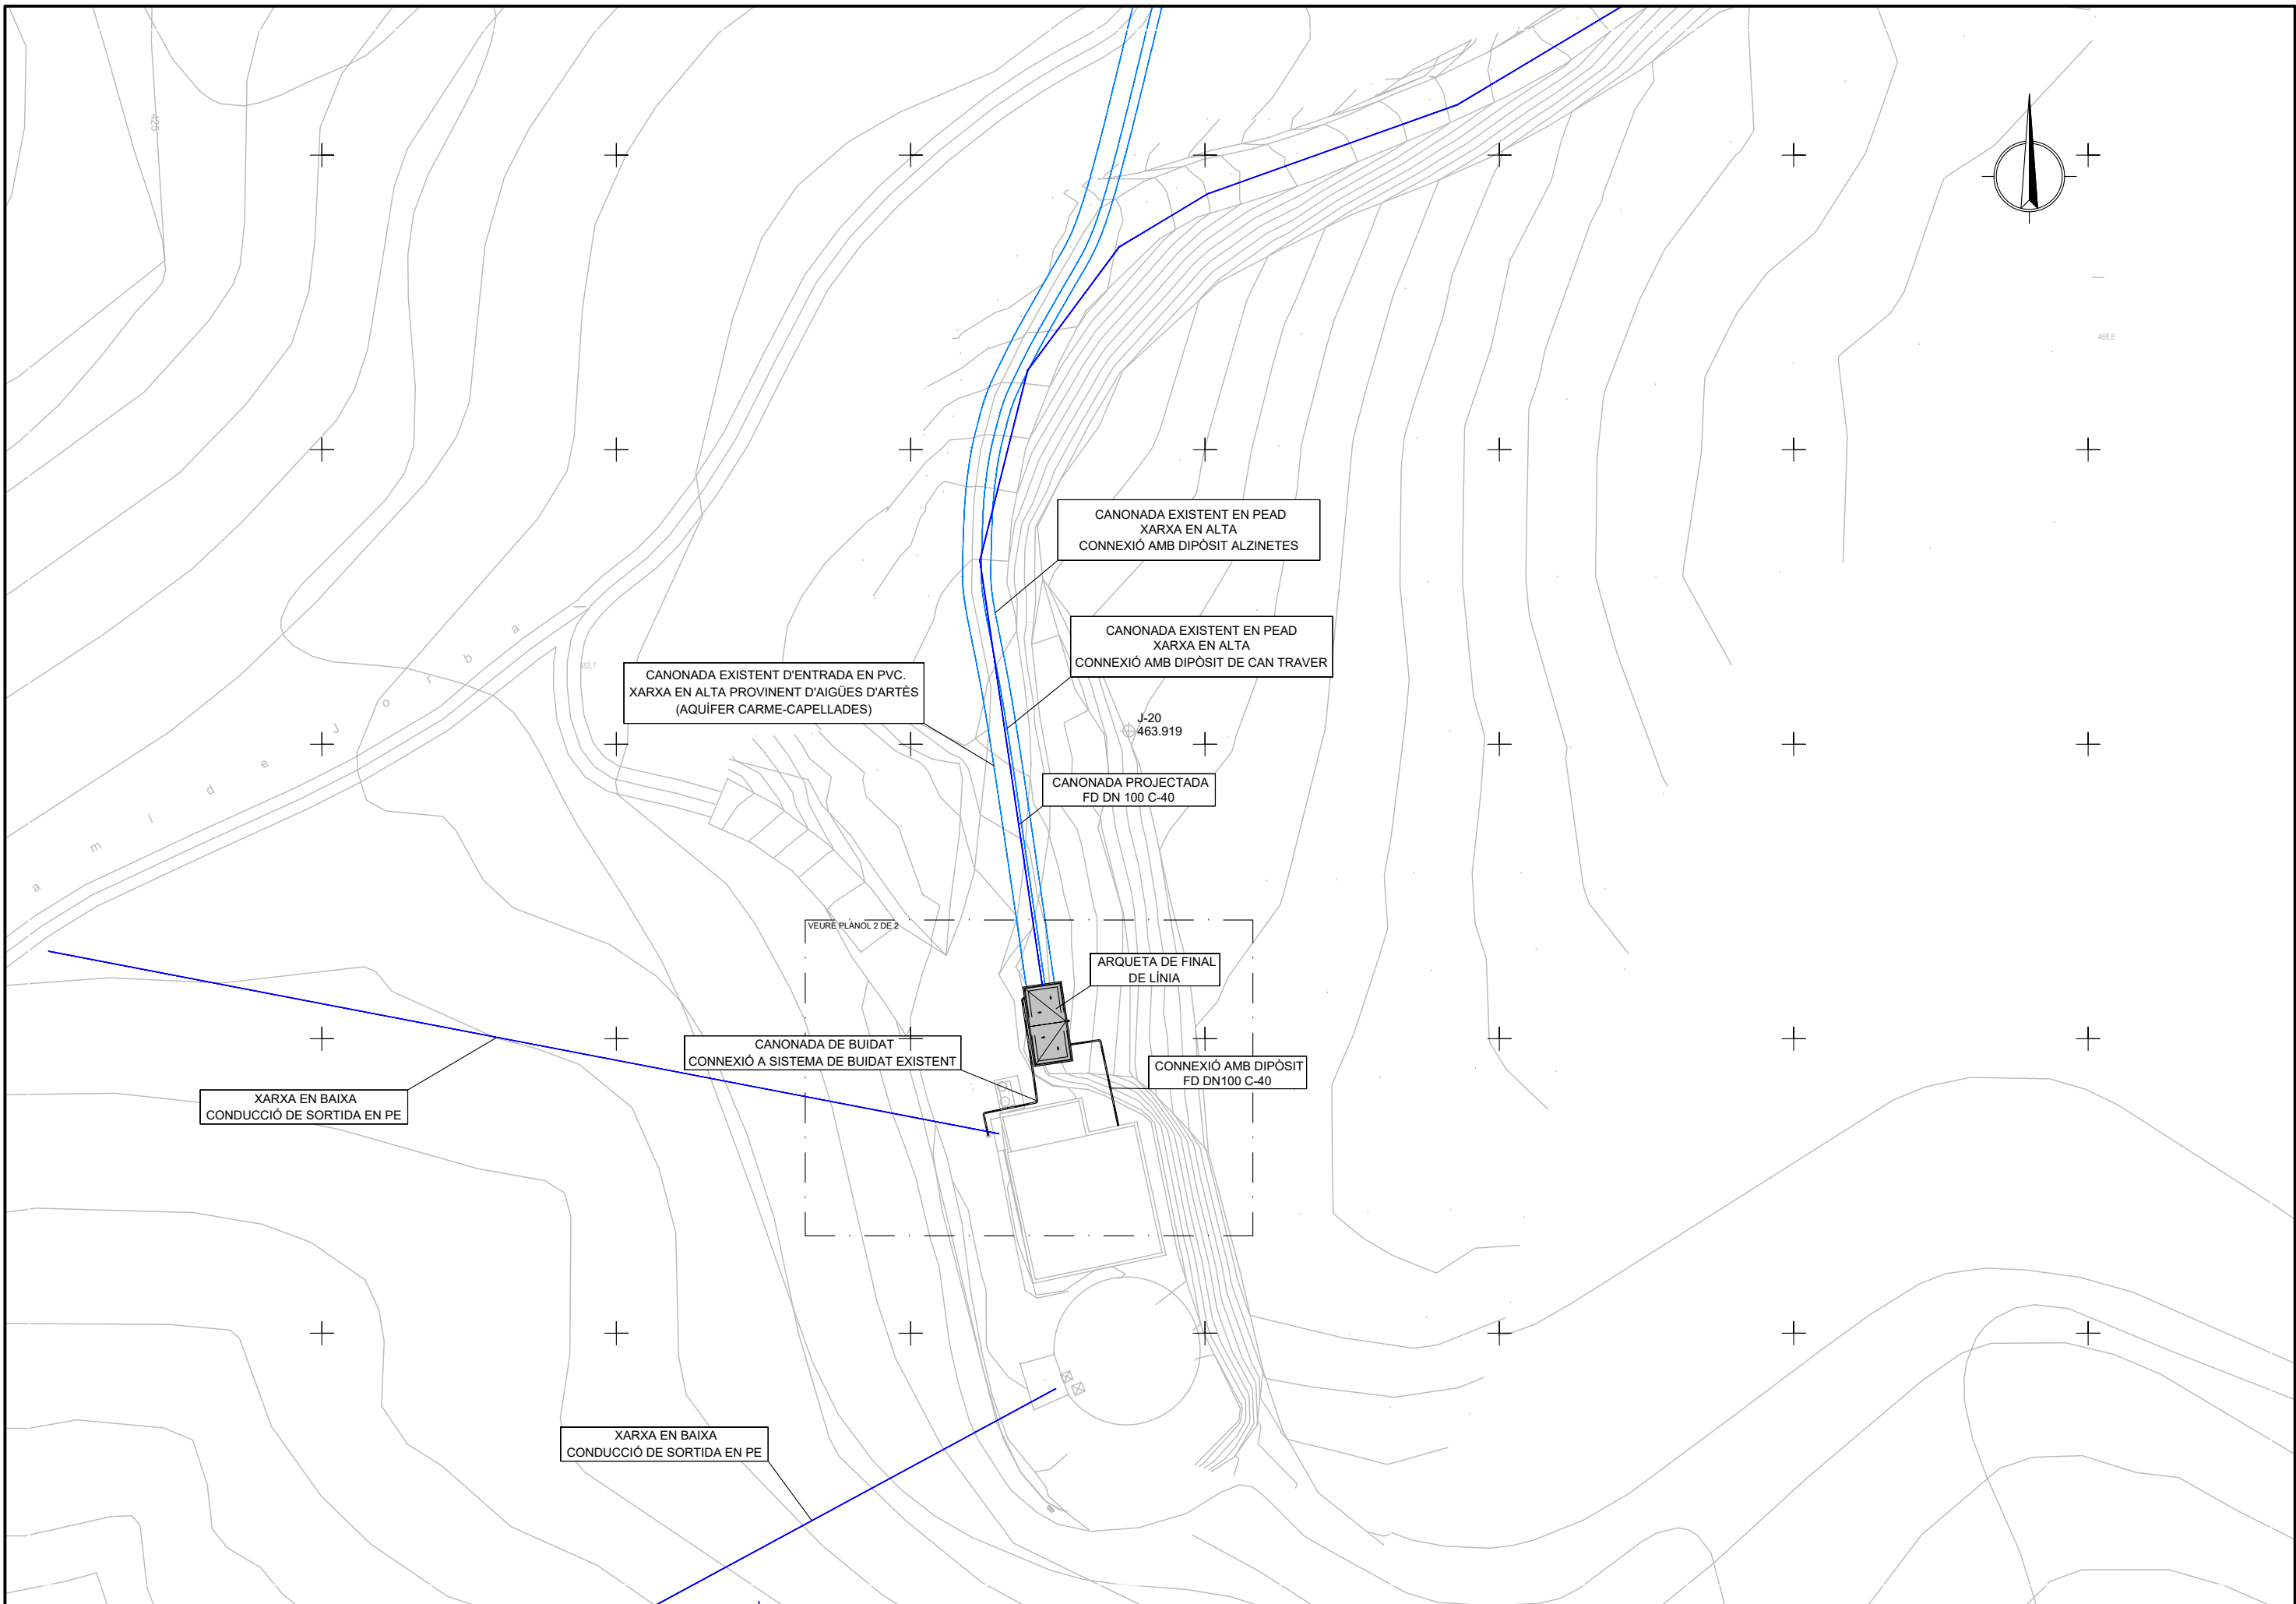 425
468,6
CANONADA EXISTENT EN PEAD
XARXA EN ALTA
CONNEXIÓ AMB DIPÒSIT ALZINETES
CANONADA EXISTENT EN PEAD
XARXA EN ALTA
CONNEXIÓ AMB DIPÒSIT DE CAN TRAVER
CANONADA EXISTENT D'ENTRADA EN PVC.
XARXA EN ALTA PROVINENT D'AIGÜES D'ARTÈS
(AQUÍFER CARME-CAPELLADES)
J-20
463.919
CANONADA PROJECTADA
FD DN 100 C-40
a m í d e J o r b a
VEURE PLÀNOL 2 DE 2
ARQUETA DE FINAL
DE LÍNIA
CANONADA DE BUIDAT
CONNEXIÓ A SISTEMA DE BUIDAT EXISTENT
CONNEXIÓ AMB DIPÒSIT
FD DN100 C-40
XARXA EN BAIXA
CONDUCCIÓ DE SORTIDA EN PE
XARXA EN BAIXA
CONDUCCIÓ DE SORTIDA EN PE